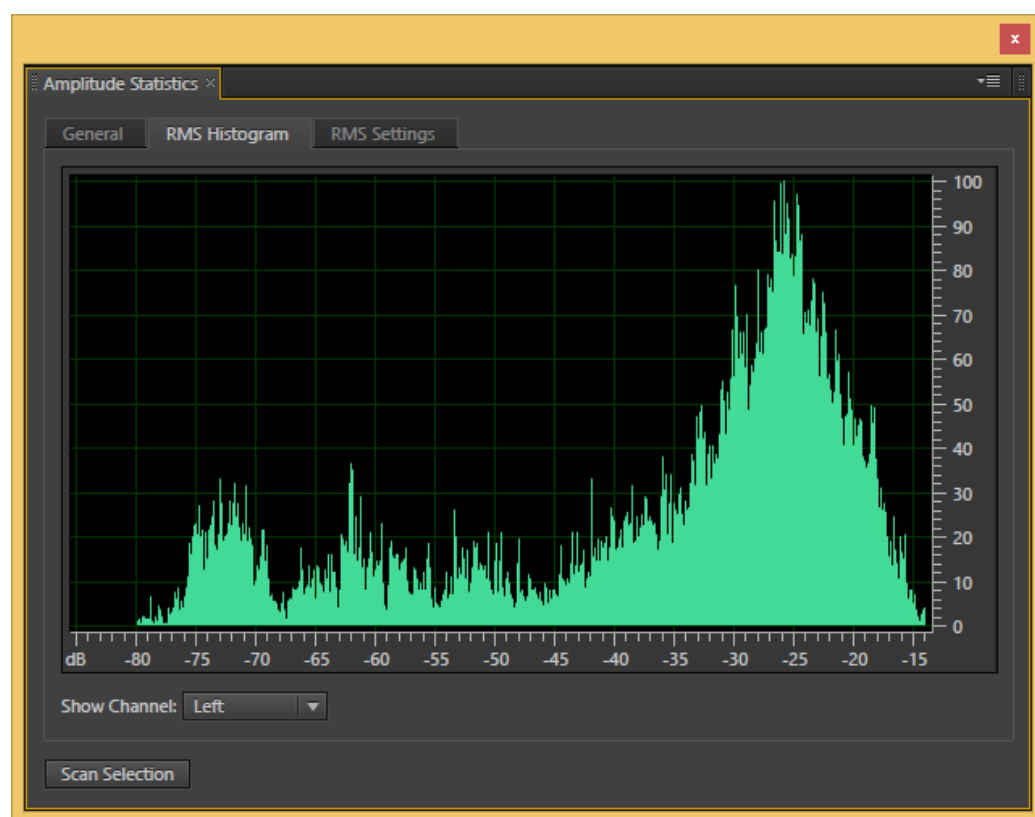 x
Amplitude Statistics ×
General RMS Histogram RMS Settings
100
90
80
70
60
50
40
30
20
10
0
dB -80 -75 -70 -65 -60 -55 -50 -45 -40 -35 -30 -25 -20 -15
Show Channel: Left
Scan Selection